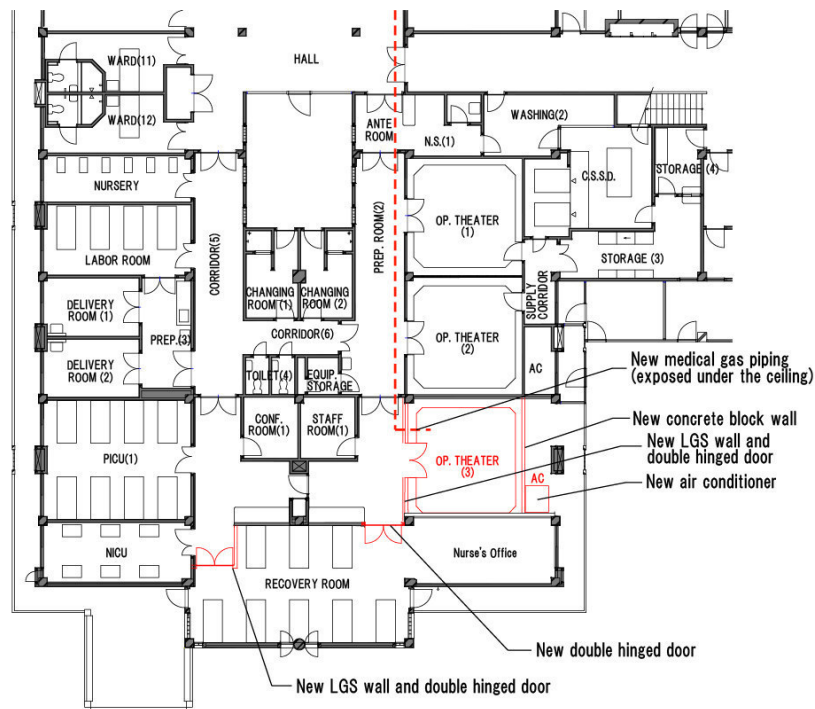 WARD(11)
HALL
WARD(12)
ANTE
ROOM
N.S.(1)
WASHING(2)
NURSERY
C.S.S.D.
STORAGE (4)
LABOR ROOM
CORRIDOR(5)
PREP. ROOM(2)
OP. THEATER
(1)
STORAGE (3)
SUPPLY
CORRIDOR
DELIVERY
ROOM (1)
PREP.(3)
CHANGING
ROOM (1)
CHANGING
ROOM (2)
CORRIDOR(6)
OP. THEATER
(2)
DELIVERY
ROOM (2)
TOILET(4)
EQUIP.
STORAGE
AC
New medical gas piping
(exposed under the ceiling)
CONF.
ROOM(1)
STAFF
ROOM(1)
New concrete block wall
New LGS wall and
double hinged door
PICU(1)
OP. THEATER
(3)
AC
New air conditioner
NICU
RECOVERY ROOM
Nurse's Office
New double hinged door
New LGS wall and double hinged door